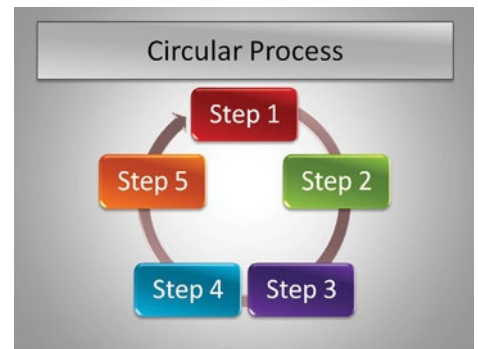 Circular Process
Step 1
Step 2
Step 3
Step 4
Step 5